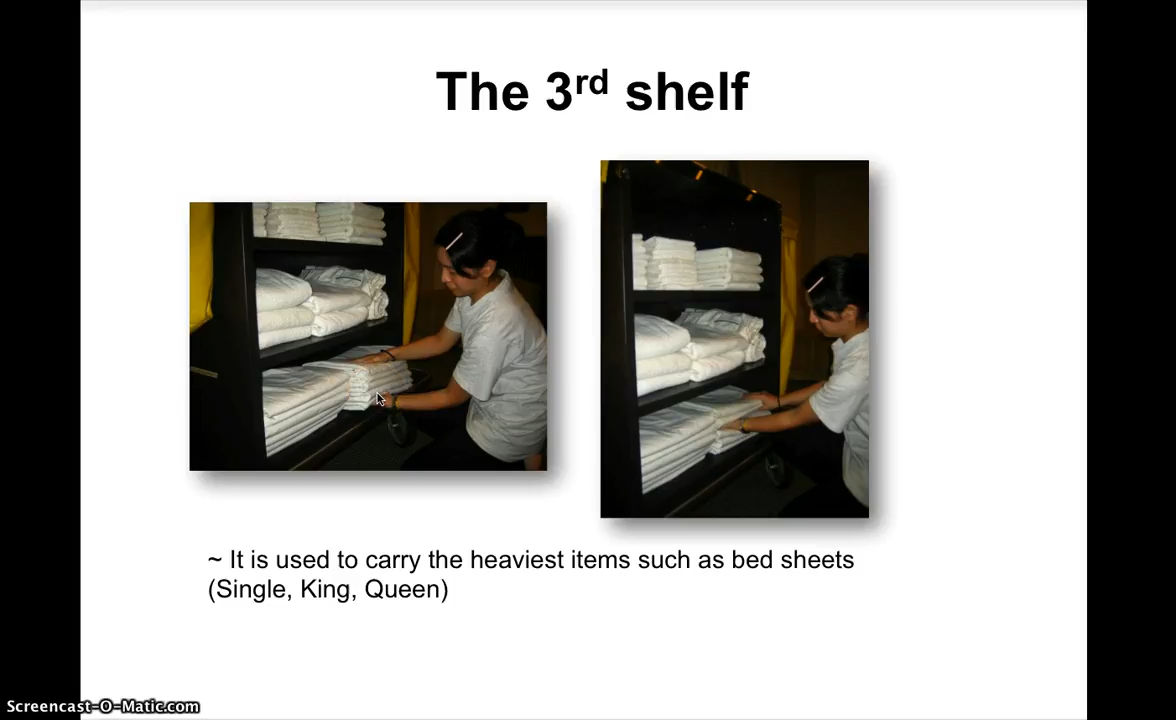 The 3rd shelf
~ It is used to carry the heaviest items such as bed sheets
(Single, King, Queen)
Screencast-O-Matic.com